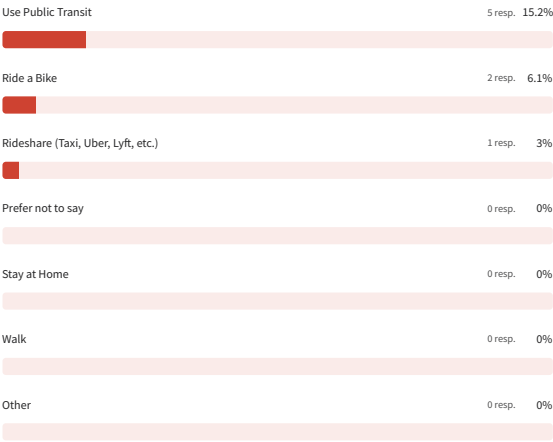 Use Public Transit 5 resp. 15.2%
Ride a Bike 2 resp. 6.1%
Rideshare (Taxi, Uber, Lyft, etc.) 1 resp. 3%
Prefer not to say 0 resp. 0%
Stay at Home 0 resp. 0%
Walk 0 resp. 0%
Other 0 resp. 0%